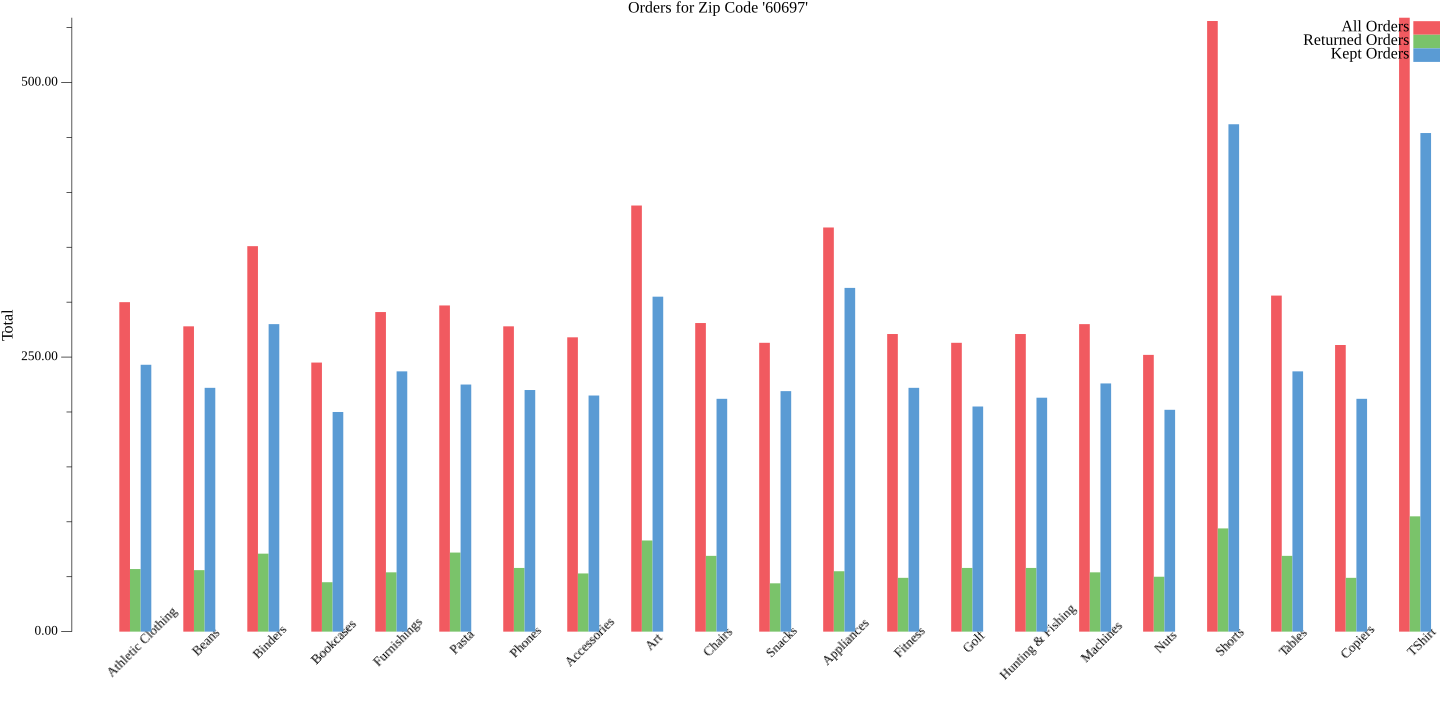 Orders for Zip Code '60697'
All Orders
Returned Orders
Kept Orders
Total
500.00
250.00
0.00
Athletic Clothing
Beans
Binders
Bookcases
Furnishings
Pasta
Phones
Accessories
Art
Chairs
Snacks
Appliances
Fitness
Golf
Hunting & Fishing
Machines
Nuts
Shorts
Tables
Copiers
TShirt